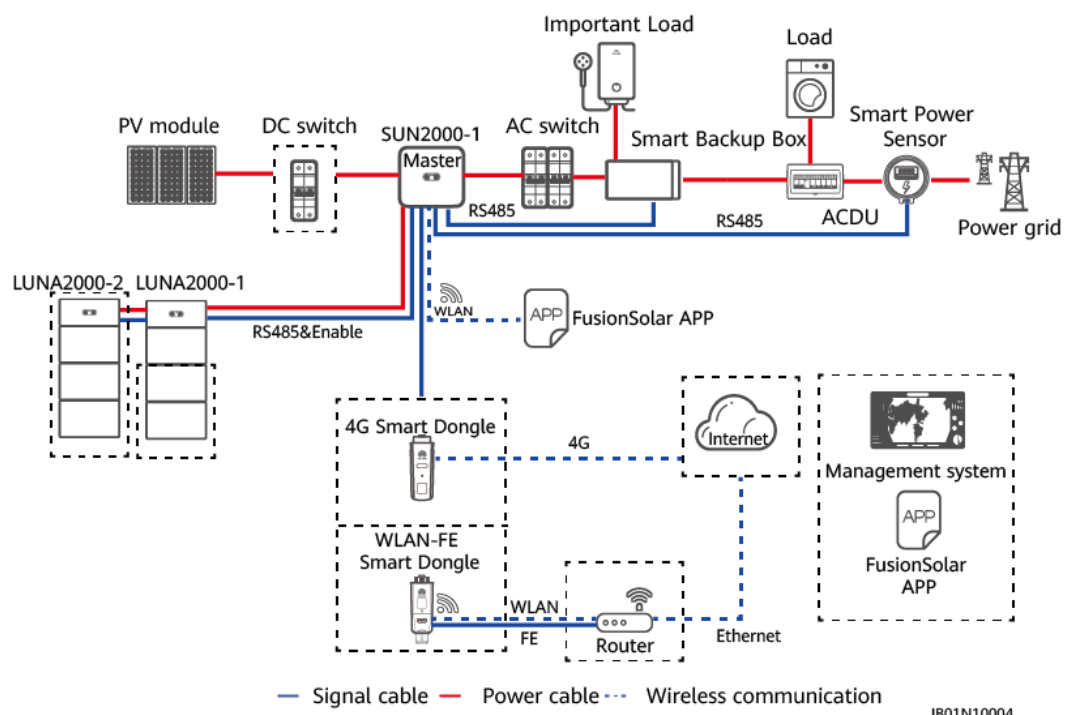 Important Load
Load
PV module
DC switch
SUN2000-1
AC switch
Smart Power
Sensor
Master
Smart Backup Box
RS485
RS485
ACDU
Power grid
LUNA2000-2
LUNA2000-1
RS485&Enable
WLAN
APP
FusionSolar APP
4G Smart Dongle
4G
Internet
Management system
APP
FusionSolar
APP
WLAN-FE
Smart Dongle
WLAN
FE
Router
Ethernet
Signal cable
Power cable
Wireless communication
IB01N10004